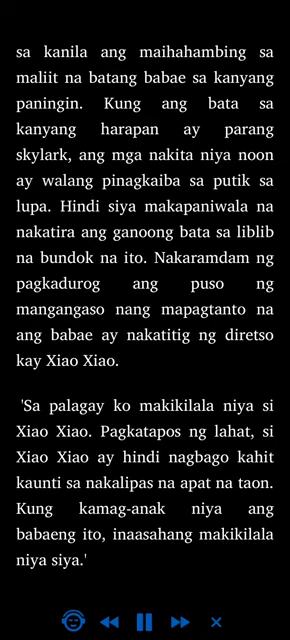 sa kanila ang maihahambing sa
maliit na batang babae sa kanyang
paningin. Kung ang bata sa
kanyang harapan ay parang
skylark, ang mga nakita niya noon
ay walang pinagkaiba sa putik sa
lupa. Hindi siya makapaniwala na
nakatira ang ganoong bata sa liblib
na bundok na ito. Nakaramdam ng
pagkadurog ang puso ng
mangangaso nang mapagtanto na
ang babae ay nakatitig ng diretso
kay Xiao Xiao.
'Sa palagay ko makikilala niya si
Xiao Xiao. Pagkatapos ng lahat, si
Xiao Xiao ay hindi nagbago kahit
kaunti sa nakalipas na apat na taon.
Kung kamag-anak niya ang
babaeng ito, inaasahang makikilala
niya siya.'